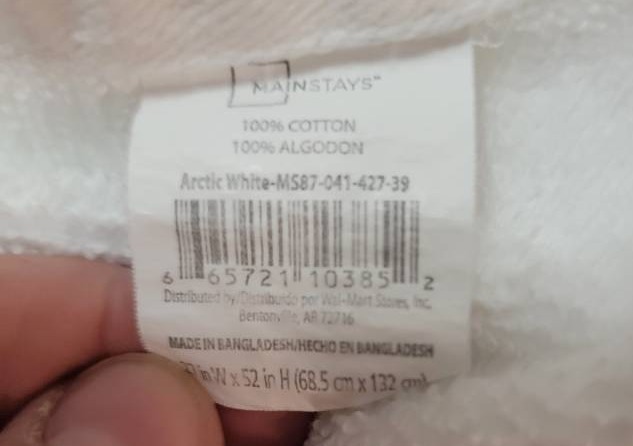 MAINSTAYS™
100% COTTON
100% ALGODON
Arctic White-MS87-041-427-39
6 65721 10385 2
Distributed by/Distribuido por Wal-Mart Stores, Inc.
Bentonville, AR 72716
MADE IN BANGLADESH/HECHO EN BANGLADESH
in W x 52 in H (68.5 cm x 132 cm)